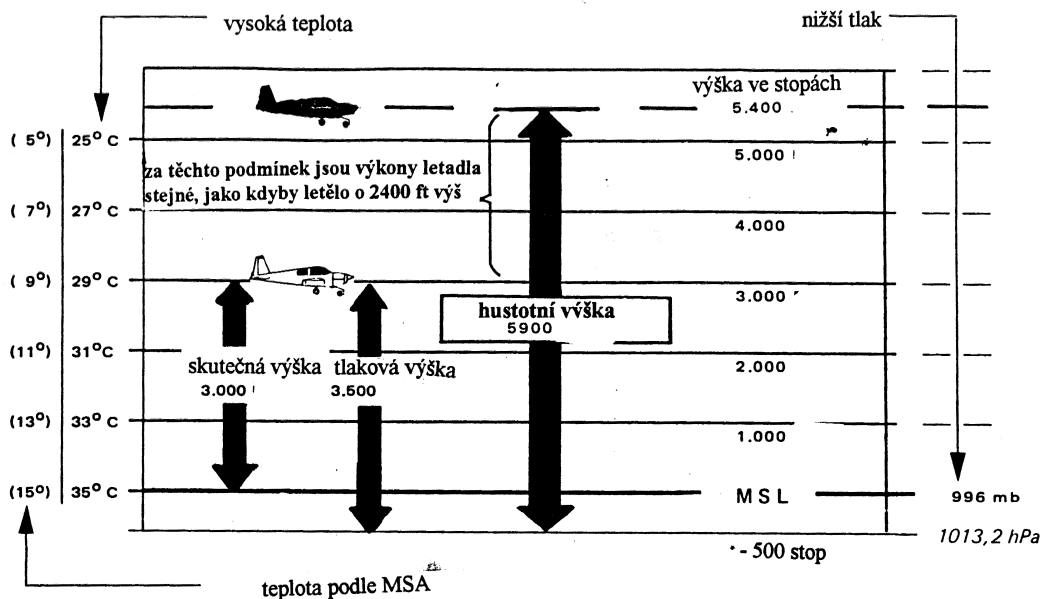 vysoká teplota
nižší tlak
výška ve stopách
5.400
( 5°) 25° C
5.000
za těchto podmínek jsou výkony letadla
stejné, jako kdyby letělo o 2400 ft výš
( 7°) 27° C
4.000
( 9°) 29° C
3.000
hustotní výška
5900
(11°) 31°C
skutečná výška
3.000
tlaková výška
3.500
2.000
(13°) 33° C
1.000
(15°) 35° C
MSL
996 mb
1013,2 hPa
- 500 stop
teplota podle MSA